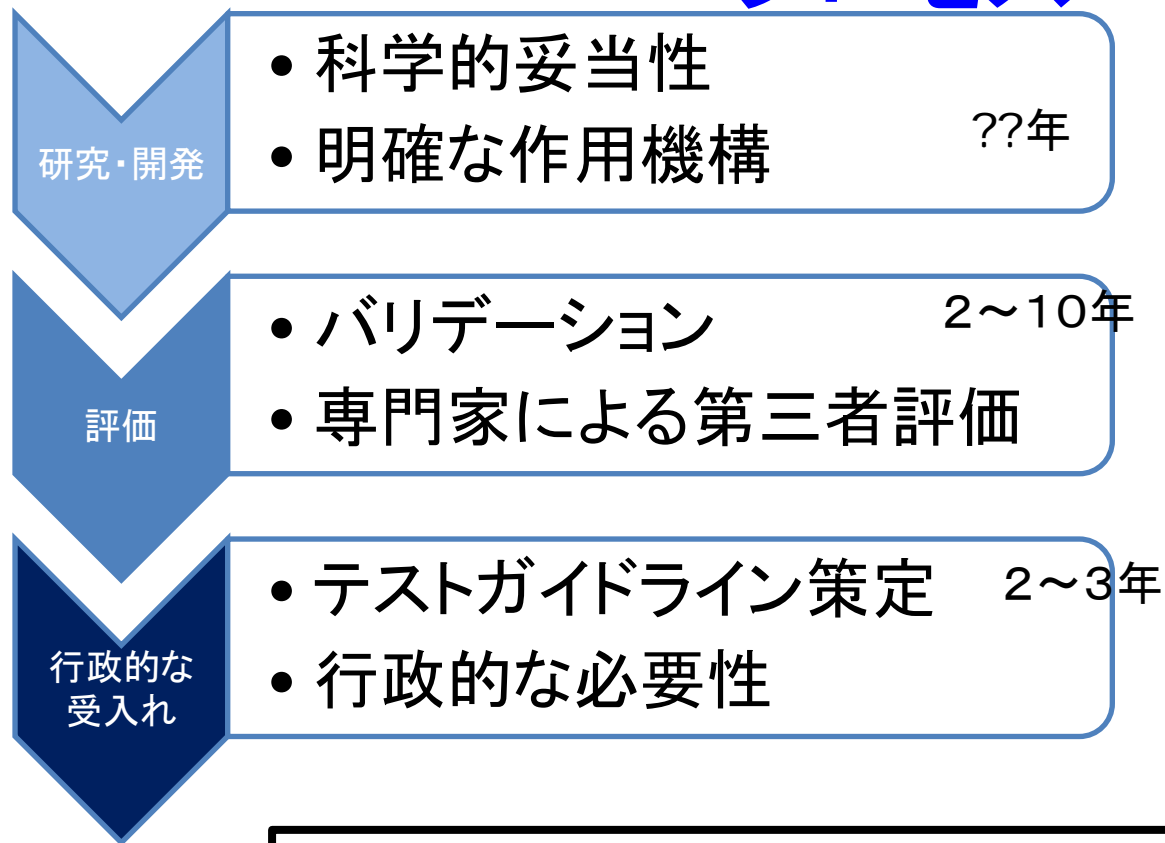 • 科学的妥当性
• 明確な作用機構
??年
研究・開発
• バリデーション
2～10年
• 専門家による第三者評価
評価
• テストガイドライン策定
2～3年
• 行政的な必要性
行政的な
受入れ